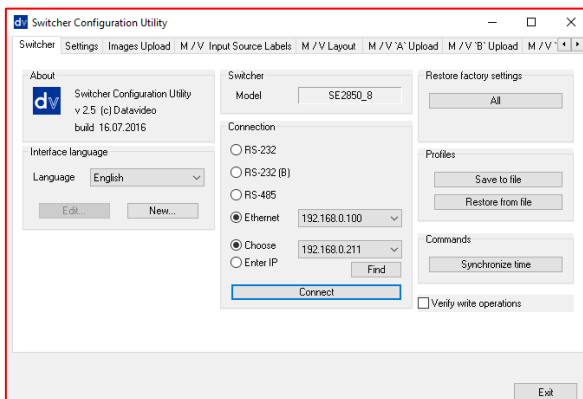 dv Switcher Configuration Utility
Switcher Settings Images Upload M / V Input Source Labels M / V Layout M / V `A` Upload M / V `B` Upload M / V `
About
dv
Switcher Configuration Utility
v 2.5 (c) Datavideo
build 16.07.2016
Interface language
Language English
Edit... New...
Switcher
Model SE2850_8
Connection
RS-232
RS-232 (B)
RS-485
Ethernet 192.168.0.100
Choose 192.168.0.211
Enter IP
Find
Connect
Restore factory settings
All
Profiles
Save to file
Restore from file
Commands
Synchronize time
Verify write operations
Exit